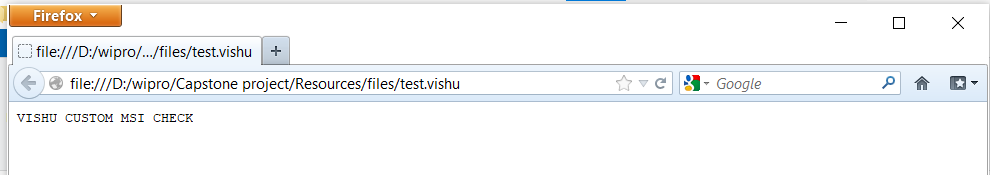 Firefox
file:///D:/wipro/.../files/test.vishu
file:///D:/wipro/Capstone project/Resources/files/test.vishu
Google
VISHU CUSTOM MSI CHECK